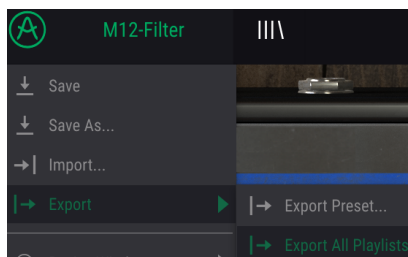 M12-Filter
Save
Save As...
Import...
Export
Export Preset...
Export All Playlists